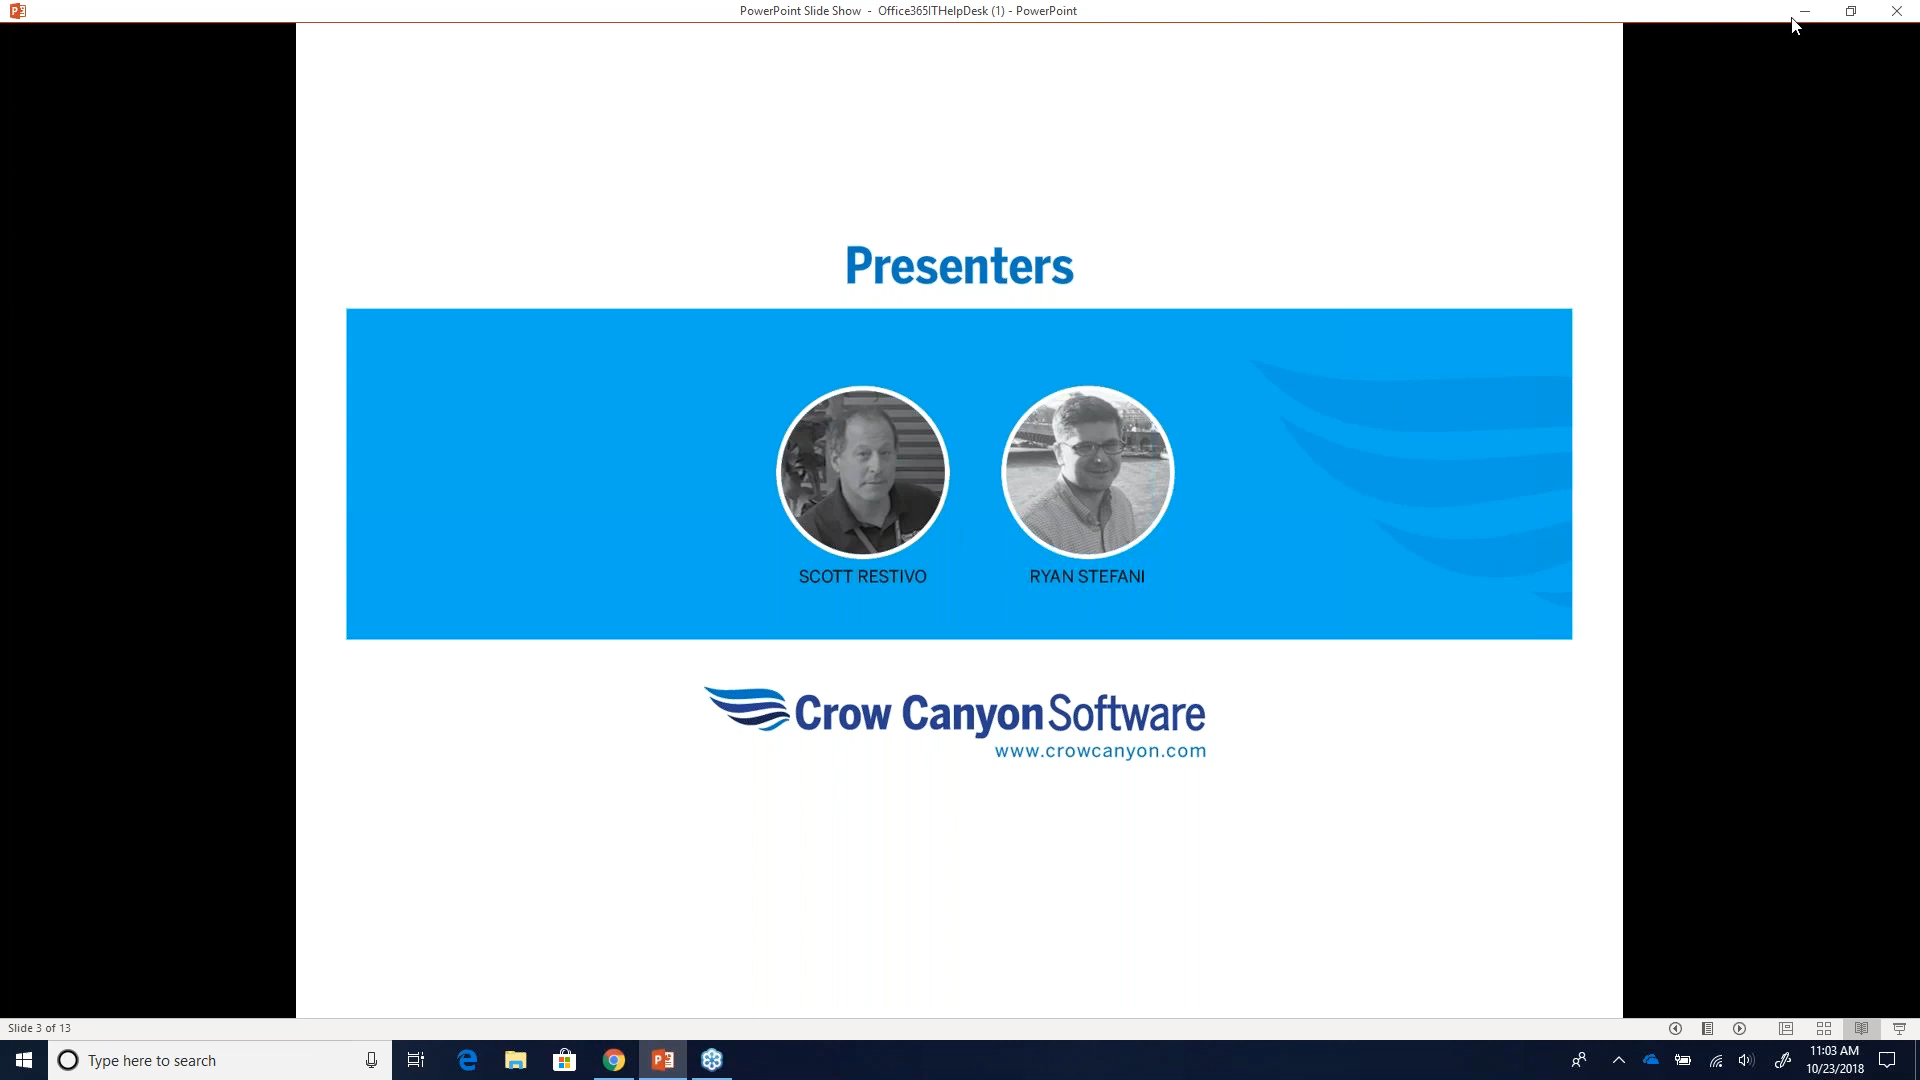 PowerPoint Slide Show - Office365ITHelpDesk (1) - PowerPoint
Presenters
SCOTT RESTIVO
RYAN STEFANI
Crow Canyon Software
www.crowcanyon.com
Slide 3 of 13
Type here to search
11:03 AM
10/23/2018